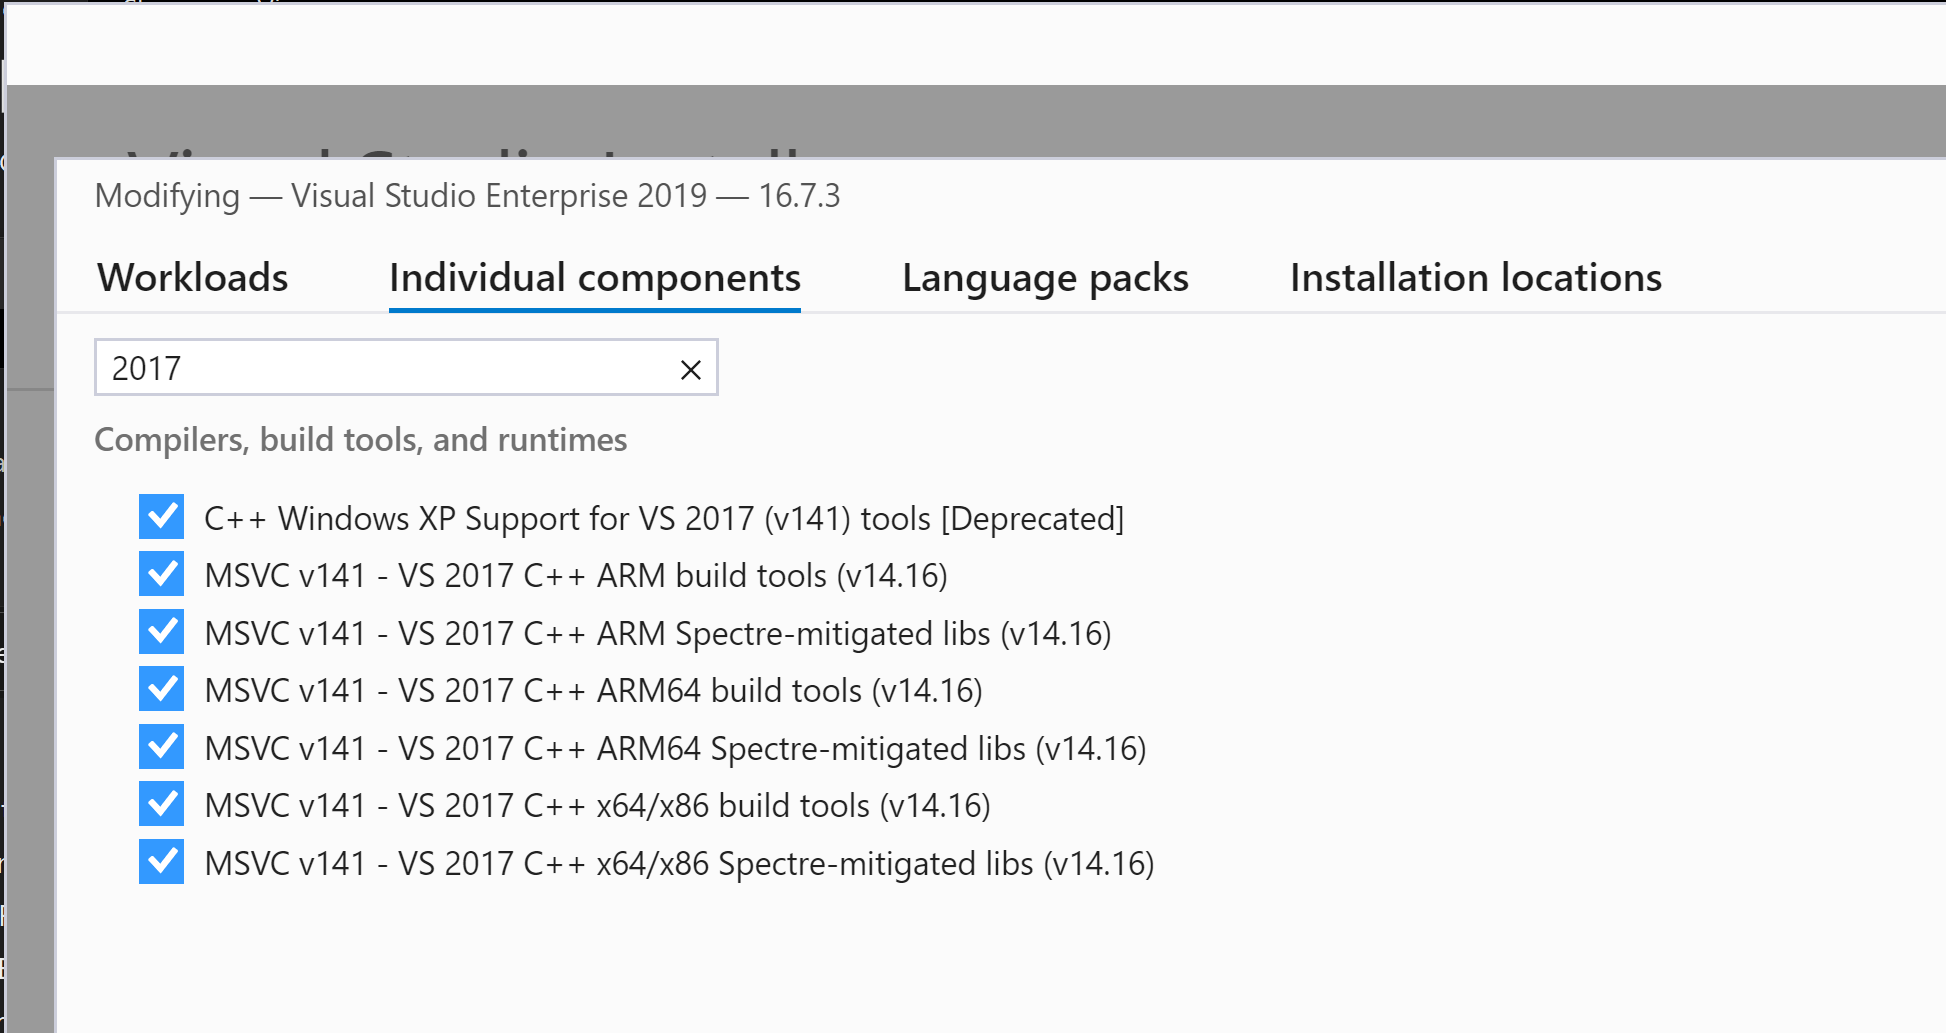 Modifying — Visual Studio Enterprise 2019 — 16.7.3
Workloads Individual components Language packs Installation locations
2017
Compilers, build tools, and runtimes
C++ Windows XP Support for VS 2017 (v141) tools [Deprecated]
MSVC v141 - VS 2017 C++ ARM build tools (v14.16)
MSVC v141 - VS 2017 C++ ARM Spectre-mitigated libs (v14.16)
MSVC v141 - VS 2017 C++ ARM64 build tools (v14.16)
MSVC v141 - VS 2017 C++ ARM64 Spectre-mitigated libs (v14.16)
MSVC v141 - VS 2017 C++ x64/x86 build tools (v14.16)
MSVC v141 - VS 2017 C++ x64/x86 Spectre-mitigated libs (v14.16)